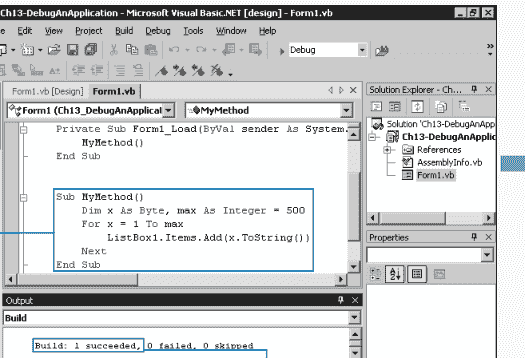 Ch13-DebugAnApplication - Microsoft Visual Basic.NET [design] - Form1.vb
Edit View Project Build Debug Tools Window Help
Debug
Form1.vb [Design] Form1.vb
Solution Explorer - Ch...
Form1 (Ch13_DebugAnApplical MyMethod
Private Sub Form1_Load(ByVal sender As System.
MyMethod()
End Sub
Sub MyMethod()
Dim x As Byte, max As Integer = 500
For x = 1 To max
ListBox1.Items.Add(x.ToString())
Next
End Sub
Solution 'Ch13-DebugAnApplic
Ch13-DebugAnApplic
References
AssemblyInfo.vb
Form1.vb
Properties
Output
Build
Build: 1 succeeded, 0 failed, 0 skipped